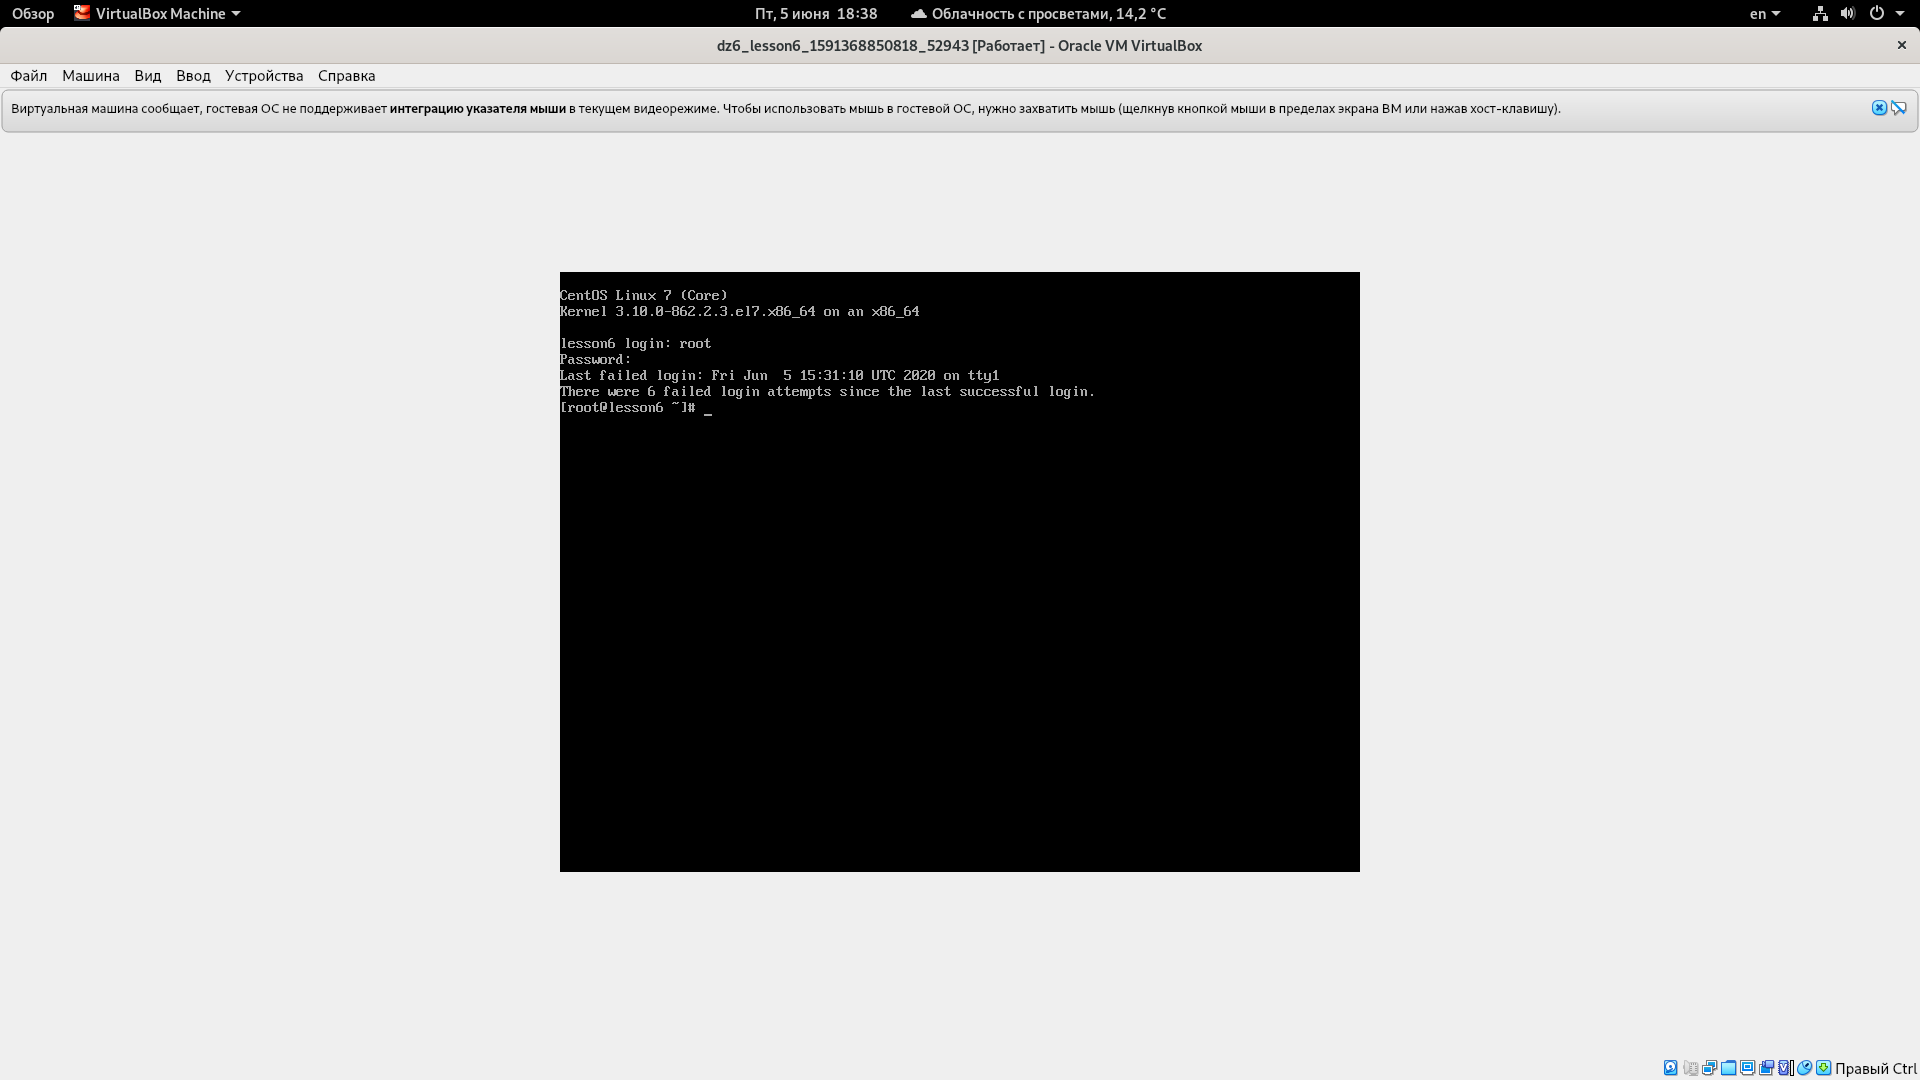 Обзор VirtualBox Machine Пт, 5 июня 18:38 Облачность с просветами, 14,2 °C en
dz6_lesson6_1591368850818_52943 [Работает] - Oracle VM VirtualBox
Файл Машина Вид Ввод Устройства Справка
Виртуальная машина сообщает, гостевая ОС не поддерживает интеграцию указателя мыши в текущем видеорежиме. Чтобы использовать мышь в гостевой ОС, нужно захватить мышь (щелкнув кнопкой мыши в пределах экрана ВМ или нажав хост-клавишу).
CentOS Linux 7 (Core)
Kernel 3.10.0-862.2.3.el7.x86_64 on an x86_64
lesson6 login: root
Password:
Last failed login: Fri Jun  5 15:31:10 UTC 2020 on tty1
There were 6 failed login attempts since the last successful login.
[root@lesson6 ~]# _
Правый Ctrl